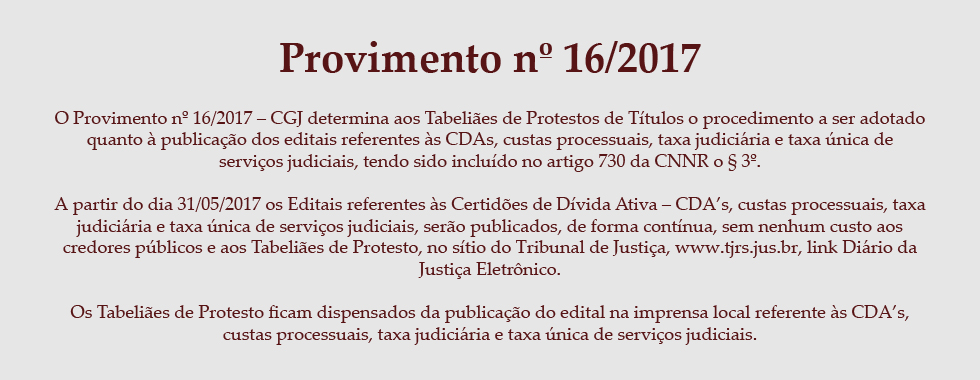 Provimento nº 16/2017
O Provimento nº 16/2017 – CGJ determina aos Tabeliães de Protestos de Títulos o procedimento a ser adotado
quanto à publicação dos editais referentes às CDAs, custas processuais, taxa judiciária e taxa única de
serviços judiciais, tendo sido incluído no artigo 730 da CNNR o § 3º.
A partir do dia 31/05/2017 os Editais referentes às Certidões de Dívida Ativa – CDA’s, custas processuais, taxa
judiciária e taxa única de serviços judiciais, serão publicados, de forma contínua, sem nenhum custo aos
credores públicos e aos Tabeliães de Protesto, no sítio do Tribunal de Justiça, www.tjrs.jus.br, link Diário da
Justiça Eletrônico.
Os Tabeliães de Protesto ficam dispensados da publicação do edital na imprensa local referente às CDA’s,
custas processuais, taxa judiciária e taxa única de serviços judiciais.